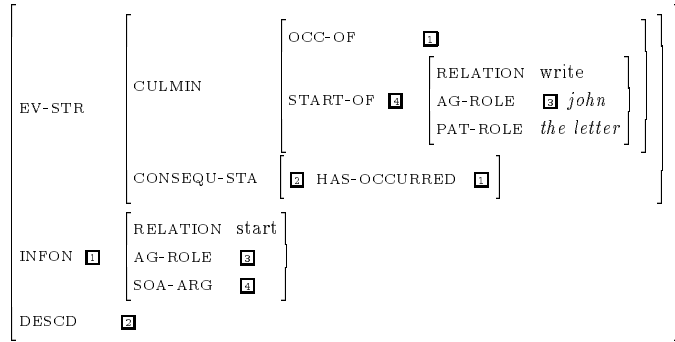 OCC-OF 1
CULMIN
START-OF 4 RELATION write
AG-ROLE 3 john
PAT-ROLE the letter
EV-STR
CONSEQU-STA 2 HAS-OCCURRED 1
RELATION start
INFON 1 AG-ROLE 3
SOA-ARG 4
DESCD 2